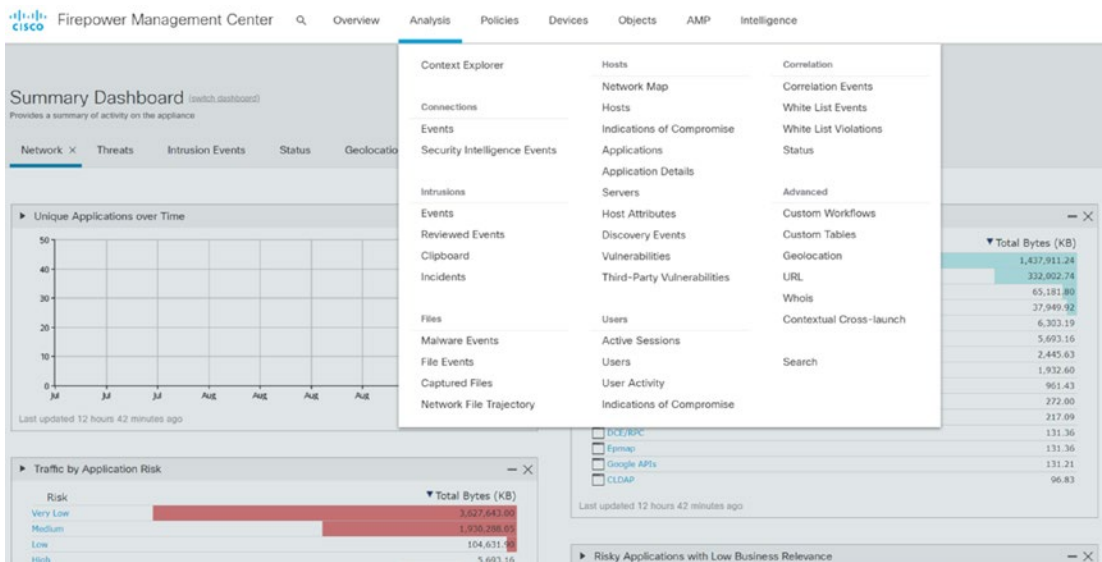 CISCO
Firepower Management Center Overview Analysis Policies Devices Objects AMP Intelligence
Summary Dashboard (switch dashboard)
Provides a summary of activity on the appliance
Network × Threats Intrusion Events Status Geolocatio
Context Explorer
Connections
Events
Security Intelligence Events
Intrusions
Events
Reviewed Events
Clipboard
Incidents
Files
Malware Events
File Events
Captured Files
Network File Trajectory
Hosts
Network Map
Hosts
Indications of Compromise
Applications
Application Details
Servers
Host Attributes
Discovery Events
Vulnerabilities
Third-Party Vulnerabilities
Users
Active Sessions
Users
User Activity
Indications of Compromise
Correlation
Correlation Events
White List Events
White List Violations
Status
Advanced
Custom Workflows
Custom Tables
Geolocation
URL
Whois
Contextual Cross-launch
Search
Unique Applications over Time
50
40
30
20
10
0
Jul Jul Jul Aug Aug Aug Aug
Last updated 12 hours 42 minutes ago
Total Bytes (KB)
1,437,911.24
332,002.74
65,181.80
37,949.92
6,303.19
5,693.16
2,445.63
1,932.60
961.43
272.00
217.09
DCE/RPC 131.36
Epmap 131.36
Google APIs 131.21
CLDAP 96.83
Last updated 12 hours 42 minutes ago
Traffic by Application Risk
Risk Total Bytes (KB)
Very Low 3,627,643.00
Medium 1,930,208.05
Low 104,631.90
High 5,693.16
Risky Applications with Low Business Relevance